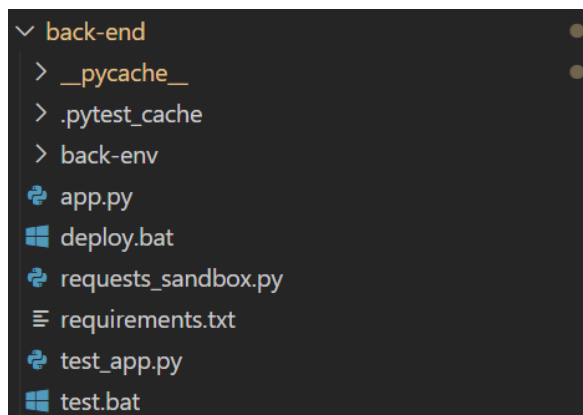 back-end
__pycache__
.pytest_cache
back-env
app.py
deploy.bat
requests_sandbox.py
requirements.txt
test_app.py
test.bat